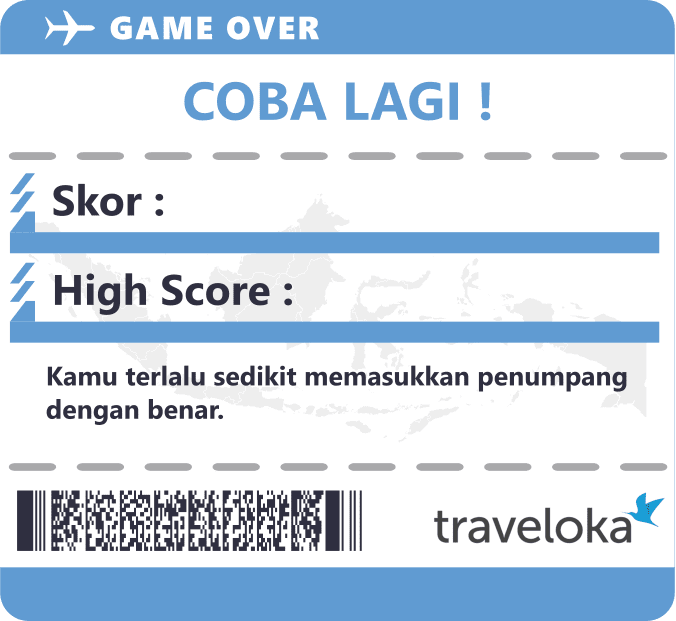 GAME OVER
COBA LAGI !
Skor :
High Score :
Kamu terlalu sedikit memasukkan penumpang
dengan benar.
traveloka